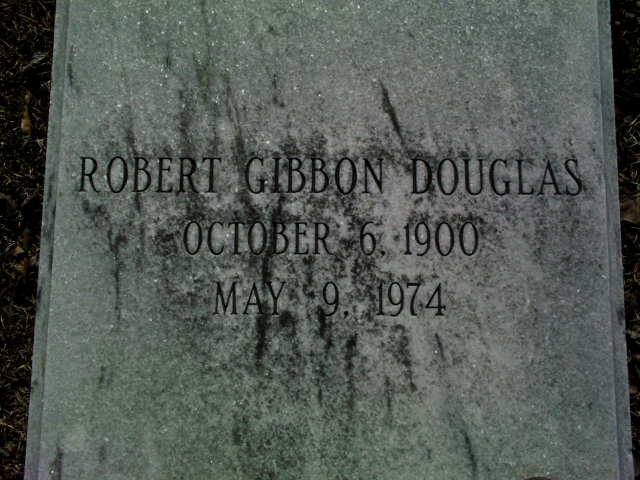 ROBERT GIBBON DOUGLAS
OCTOBER 6, 1900
MAY 9, 1974